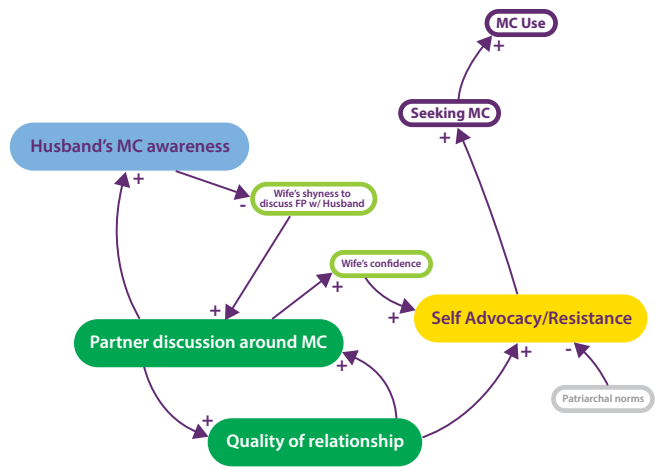 MC Use
+
Seeking MC
+
Husband's MC awareness
+
-
Wife's shyness to
discuss FP w/ Husband
Wife's confidence
+
+
+
Self Advocacy/Resistance
+
-
Partner discussion around MC
+
Patriarchal norms
+
Quality of relationship